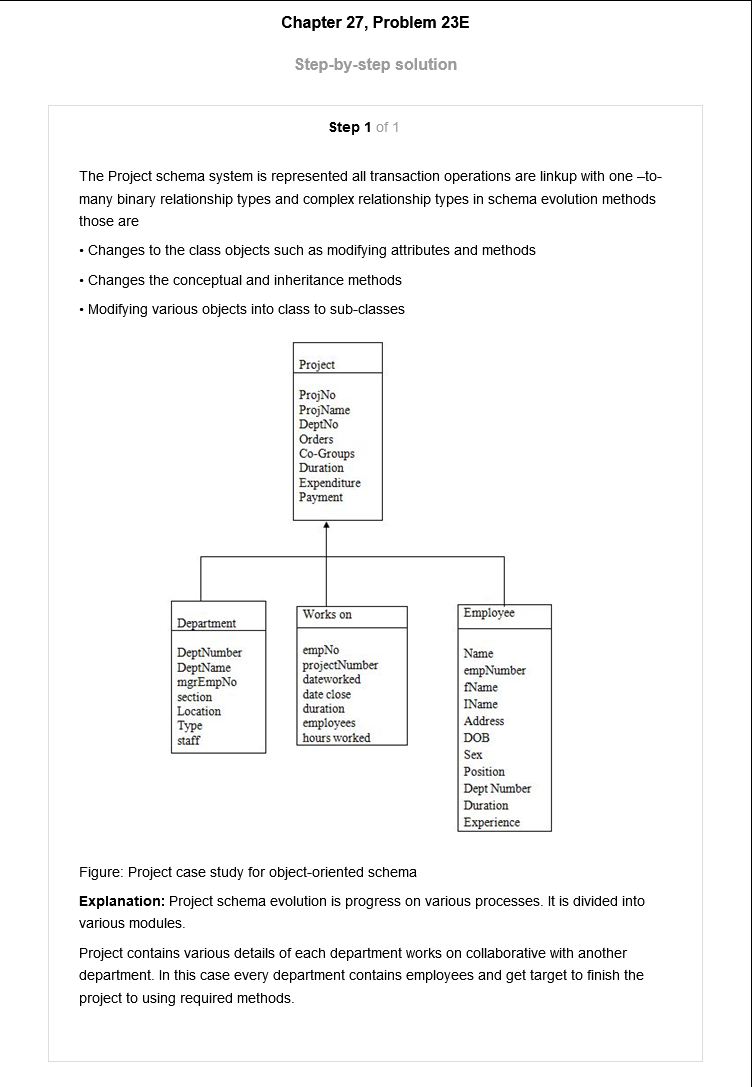 Chapter 27, Problem 23E
Step-by-step solution
Step 1 of 1
The Project schema system is represented all transaction operations are linkup with one –to-
many binary relationship types and complex relationship types in schema evolution methods
those are
• Changes to the class objects such as modifying attributes and methods
• Changes the conceptual and inheritance methods
• Modifying various objects into class to sub-classes
Project
ProjNo
ProjName
DeptNo
Orders
Co-Groups
Duration
Expenditure
Payment
Department
DeptNumber
DeptName
mgrEmpNo
section
Location
Type
staff
Works on
empNo
projectNumber
dateworked
date close
duration
employees
hours worked
Employee
Name
empNumber
fName
IName
Address
DOB
Sex
Position
Dept Number
Duration
Experience
Figure: Project case study for object-oriented schema
Explanation: Project schema evolution is progress on various processes. It is divided into
various modules.
Project contains various details of each department works on collaborative with another
department. In this case every department contains employees and get target to finish the
project to using required methods.